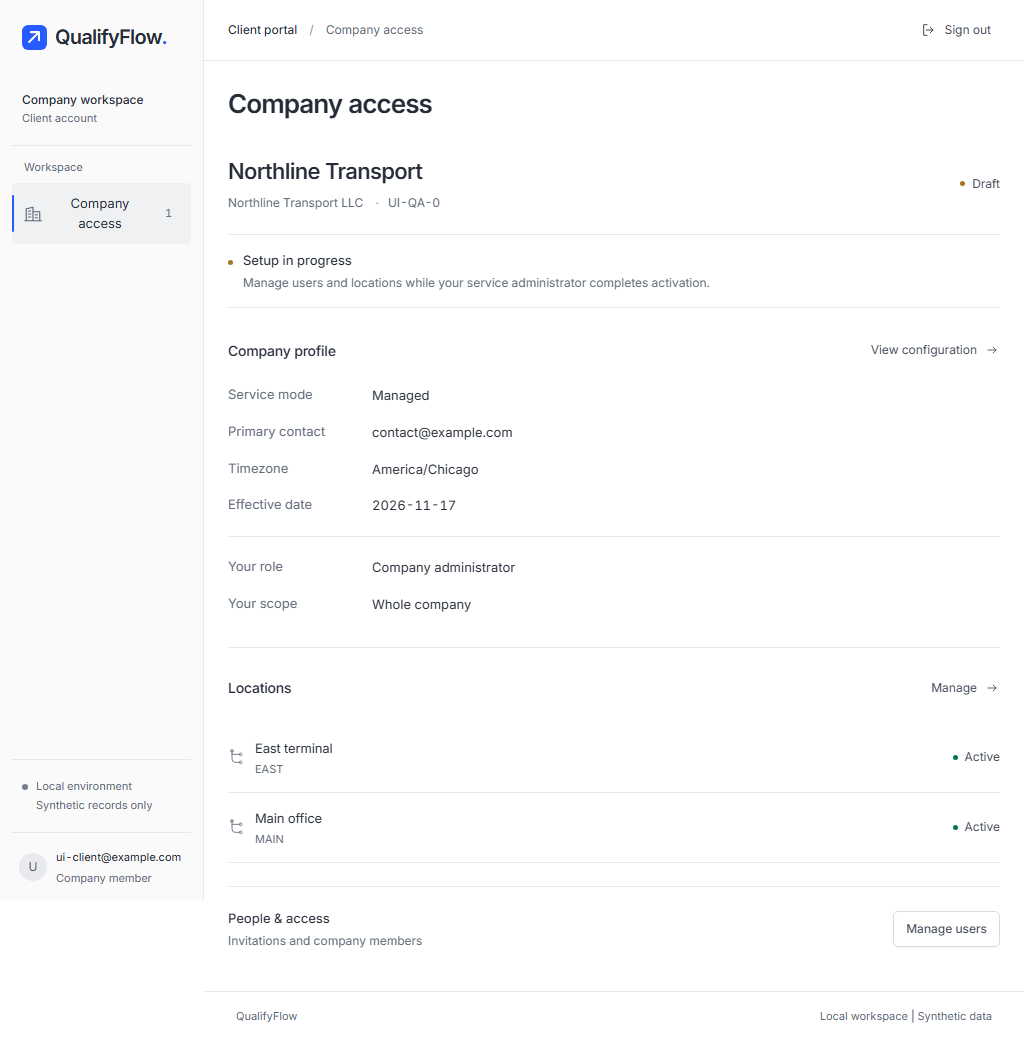 QualifyFlow.
Company workspace
Client account
Workspace
Company
access
1
Local environment
Synthetic records only
U
ui-client@example.com
Company member
Client portal / Company access
Sign out
Company access
Northline Transport
Northline Transport LLC · UI-QA-0
Draft
Setup in progress
Manage users and locations while your service administrator completes activation.
Company profile
View configuration →
Service mode Managed
Primary contact contact@example.com
Timezone America/Chicago
Effective date 2026-11-17
Your role Company administrator
Your scope Whole company
Locations
Manage →
East terminal
EAST
Active
Main office
MAIN
Active
People & access
Invitations and company members
Manage users
QualifyFlow
Local workspace | Synthetic data